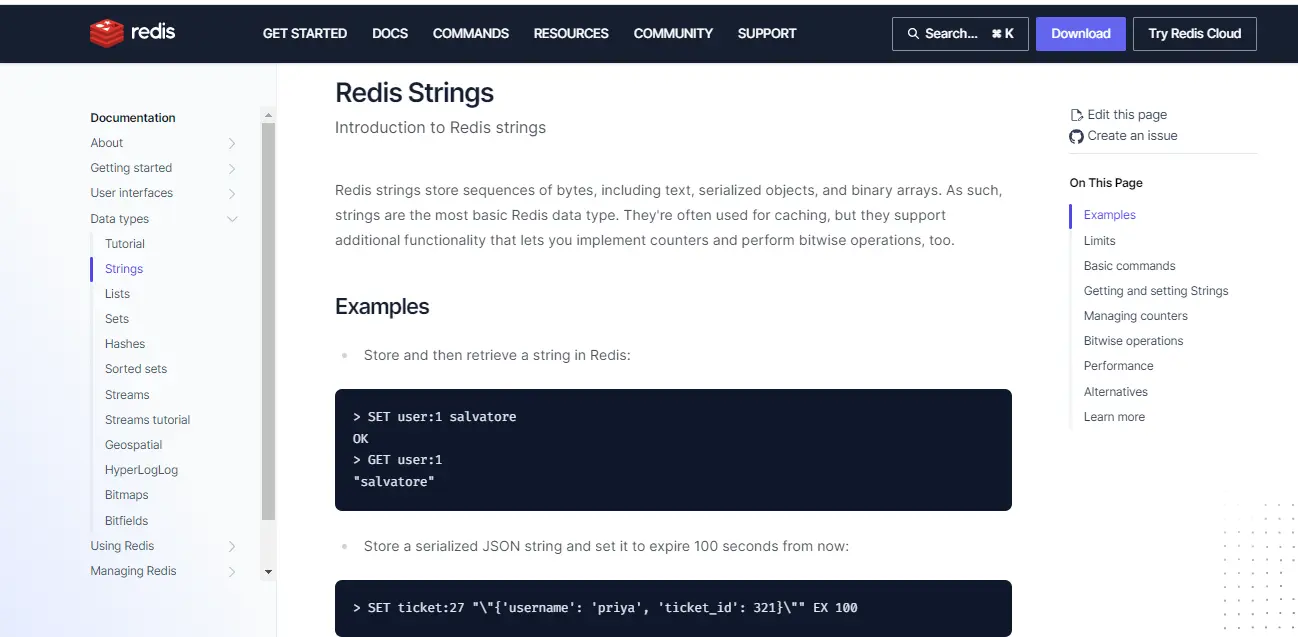 redis
GET STARTED DOCS COMMANDS RESOURCES COMMUNITY SUPPORT
Search... ⌘ K
Download
Try Redis Cloud
Documentation
About
Getting started
User interfaces
Data types
Tutorial
Strings
Lists
Sets
Hashes
Sorted sets
Streams
Streams tutorial
Geospatial
HyperLogLog
Bitmaps
Bitfields
Using Redis
Managing Redis
Redis Strings
Introduction to Redis strings
Redis strings store sequences of bytes, including text, serialized objects, and binary arrays. As such,
strings are the most basic Redis data type. They're often used for caching, but they support
additional functionality that lets you implement counters and perform bitwise operations, too.
Examples
Store and then retrieve a string in Redis:
> SET user:1 salvatore
OK
> GET user:1
"salvatore"
Store a serialized JSON string and set it to expire 100 seconds from now:
> SET ticket:27 "\"{'username': 'priya', 'ticket_id': 321}\"" EX 100
Edit this page
Create an issue
On This Page
Examples
Limits
Basic commands
Getting and setting Strings
Managing counters
Bitwise operations
Performance
Alternatives
Learn more